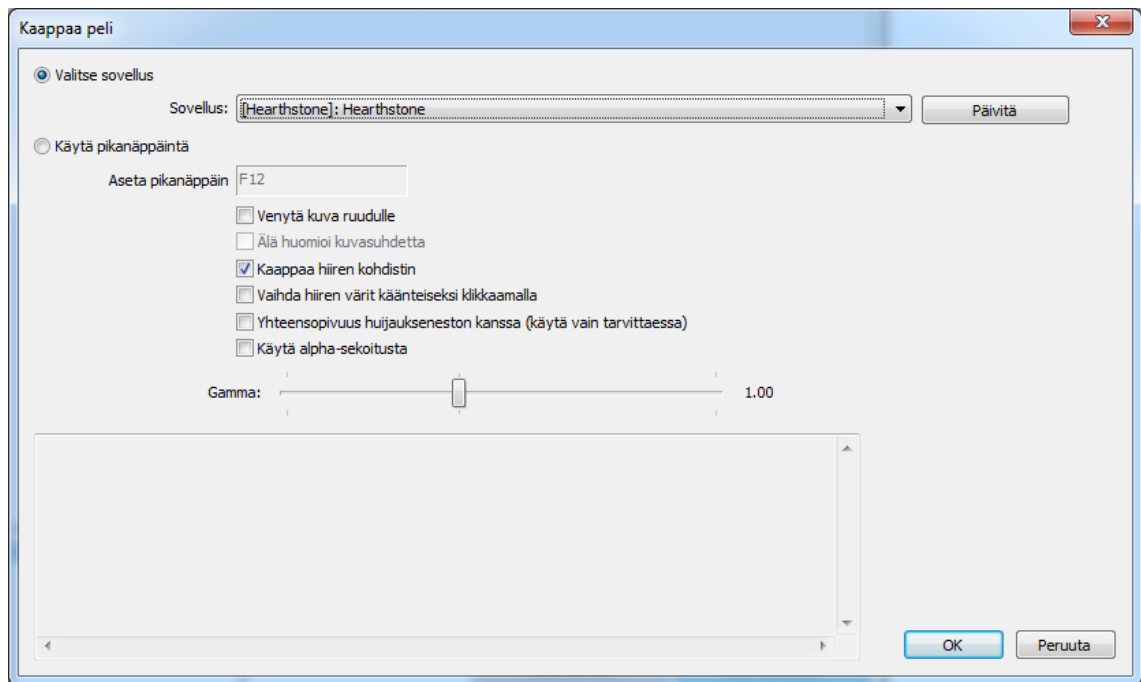 Kaappaa peli
Valitse sovellus
Sovellus: [Hearthstone]: Hearthstone Päivitä
Käytä pikanäppäintä
Aseta pikanäppäin F12
Venytä kuva ruudulle
Älä huomioi kuvasuhdetta
Kaappaa hiiren kohdistin
Vaihda hiiren värit käänteiseksi klikkaamalla
Yhteensopivuus huijaukseneston kanssa (käytä vain tarvittaessa)
Käytä alpha-sekoitusta
Gamma: 1.00
OK Peruuta